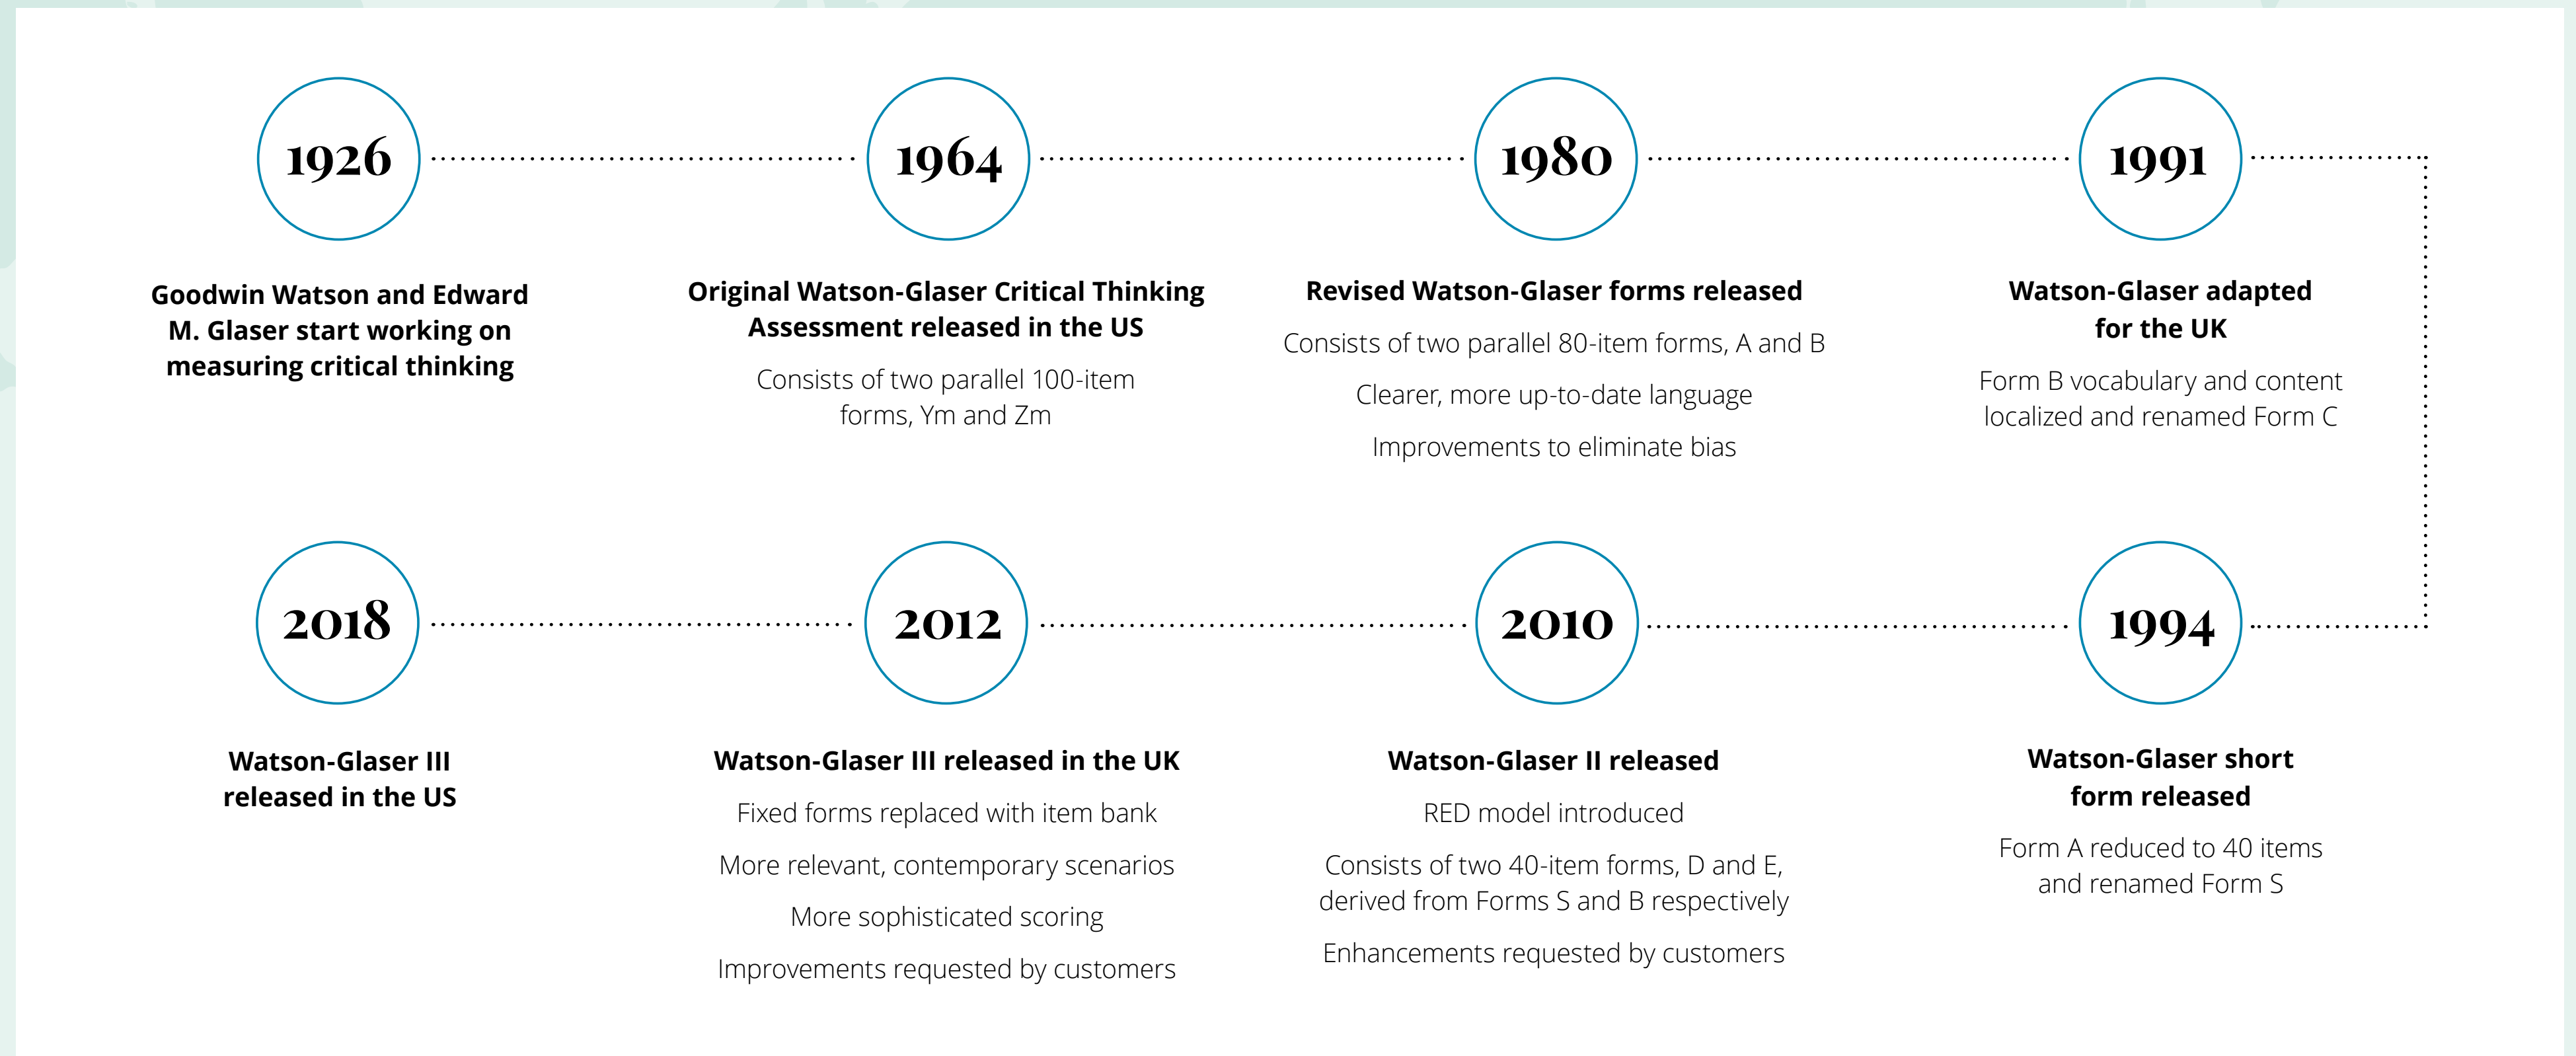 1926
Goodwin Watson and Edward
M. Glaser start working on
measuring critical thinking
1964
Original Watson-Glaser Critical Thinking
Assessment released in the US
Consists of two parallel 100-item
forms, Ym and Zm
1980
Revised Watson-Glaser forms released
Consists of two parallel 80-item forms, A and B
Clearer, more up-to-date language
Improvements to eliminate bias
1991
Watson-Glaser adapted
for the UK
Form B vocabulary and content
localized and renamed Form C
1994
Watson-Glaser short
form released
Form A reduced to 40 items
and renamed Form S
2010
Watson-Glaser II released
RED model introduced
Consists of two 40-item forms, D and E,
derived from Forms S and B respectively
Enhancements requested by customers
2012
Watson-Glaser III released in the UK
Fixed forms replaced with item bank
More relevant, contemporary scenarios
More sophisticated scoring
Improvements requested by customers
2018
Watson-Glaser III
released in the US